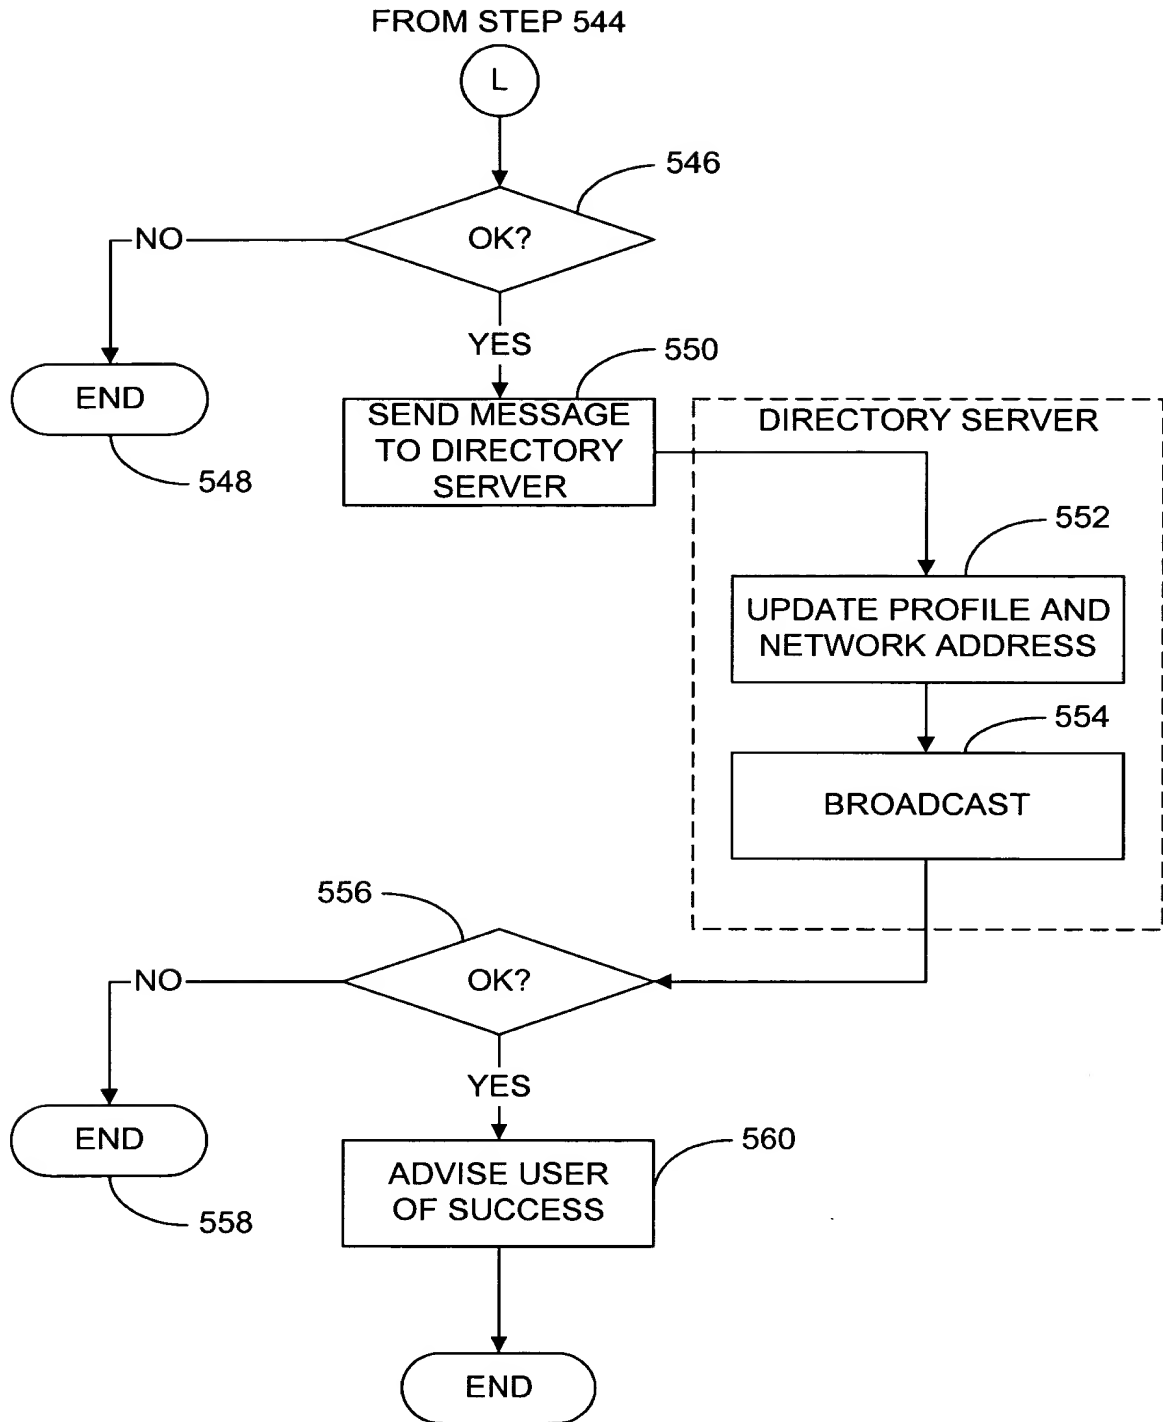 FROM STEP 544
L
546
OK?
NO
YES
550
END
548
SEND MESSAGE
TO DIRECTORY
SERVER
DIRECTORY SERVER
552
UPDATE PROFILE AND
NETWORK ADDRESS
554
BROADCAST
556
OK?
NO
YES
END
558
560
ADVISE USER
OF SUCCESS
END